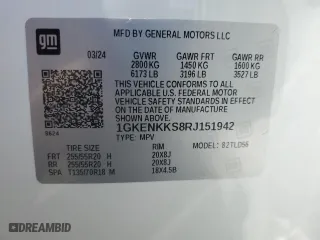 gm
MFD BY GENERAL MOTORS LLC
03/24 GVWR GAWR FRT GAWR RR
2800 KG 1450 KG 1600 KG
6173 LB 3196 LB 3527 LB
THIS VEHICLE CONFORMS TO ALL
APPLICABLE U.S. FEDERAL MOTOR
VEHICLE SAFETY STANDARDS IN EFFECT
ON THE DATE OF MANUFACTURE SHOWN ABOVE.
1GKENKKS8RJ151942
TYPE: MPV MODEL:
TIRE SIZE RIM
FRT 255/55R20 H 20X8J
RR 255/55R20 H 20X8J
SPA T135/70R18 M 18X4.5B